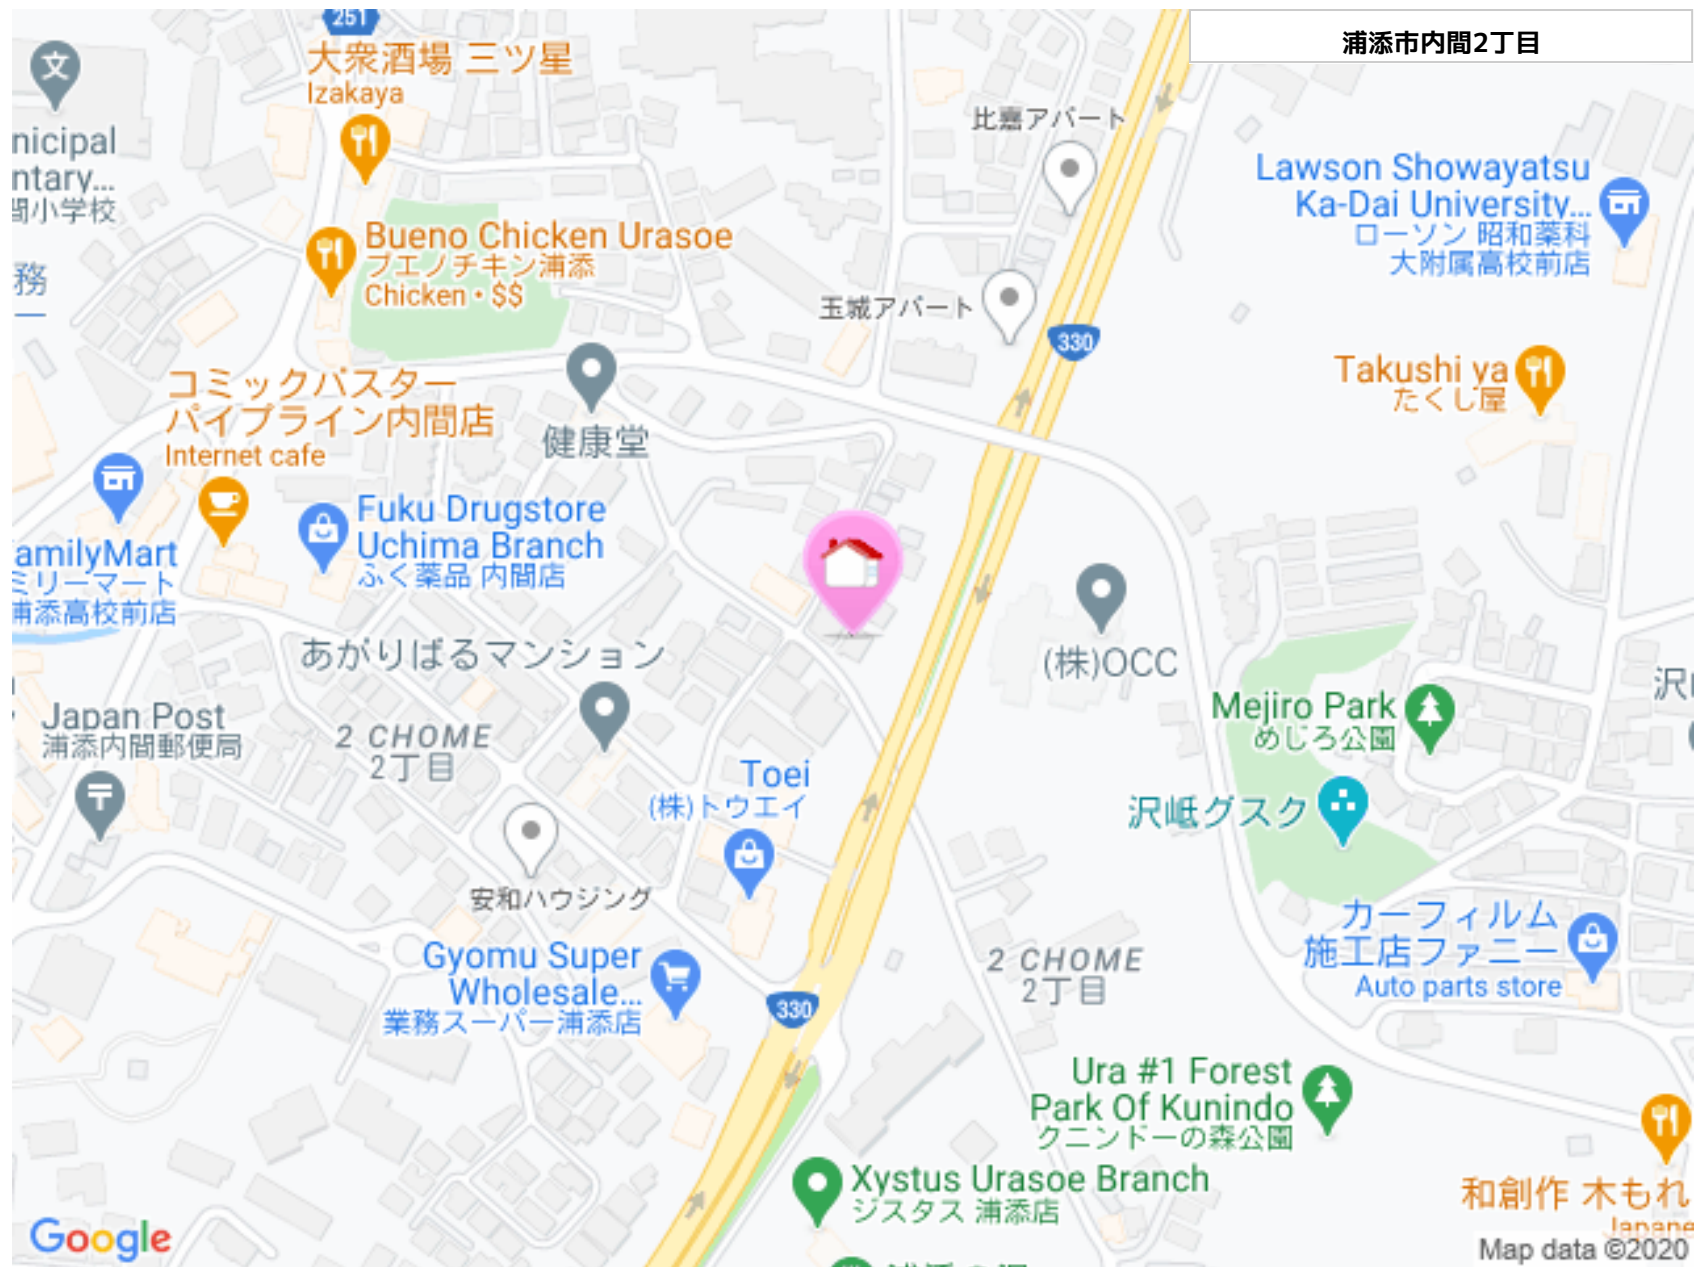 251
浦添市内間2丁目
大衆酒場 三ツ星
Izakaya
比嘉アパート
nicipal
ntary...
間小学校
Lawson Showayatsu
Ka-Dai University...
ローソン 昭和薬科
大附属高校前店
Bueno Chicken Urasoe
ブエノチキン浦添
Chicken • $$
務
玉城アパート
330
Takushi ya
たくし屋
コミックバスター
パイプライン内間店
Internet cafe
健康堂
Fuku Drugstore
Uchima Branch
ふく薬品 内間店
amilyMart
ミリーマート
浦添高校前店
あがりばるマンション
(株)OCC
Mejiro Park
めじろ公園
沢
Japan Post
浦添内間郵便局
2 CHOME
2丁目
Toei
(株)トウエイ
沢岻グスク
安和ハウジング
カーフィルム
施工店ファニー
Auto parts store
Gyomu Super
Wholesale...
業務スーパー浦添店
2 CHOME
2丁目
330
Ura #1 Forest
Park Of Kunindo
クニンドーの森公園
Xystus Urasoe Branch
ジスタス 浦添店
和創作 木もれ
Japane
Google
Map data ©2020